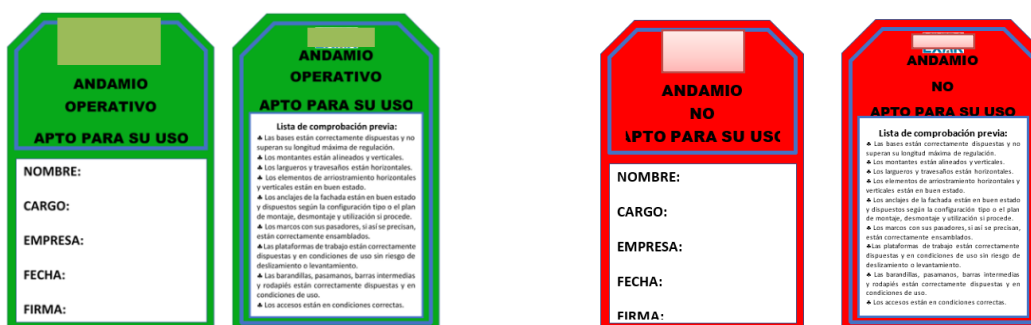 ANDAMIO
OPERATIVO
APTO PARA SU USO
NOMBRE:
CARGO:
EMPRESA:
FECHA:
FIRMA:
ANDAMIO
OPERATIVO
APTO PARA SU USO
Lista de comprobación previa:
♣ Las bases están correctamente dispuestas y no
superan su longitud máxima de regulación.
♣ Los montantes están alineados y verticales.
♣ Los largueros y travesaños están horizontales.
♣ Los elementos de arriostramiento horizontales
y verticales están en buen estado.
♣ Los anclajes de la fachada están en buen estado
y dispuestos según la configuración tipo o el plan
de montaje, desmontaje y utilización si procede.
♣ Los marcos con sus pasadores, si así se precisan,
están correctamente ensamblados.
♣Las plataformas de trabajo están correctamente
dispuestas y en condiciones de uso sin riesgo de
deslizamiento o levantamiento.
♣ Las barandillas, pasamanos, barras intermedias
y rodapiés están correctamente dispuestas y en
condiciones de uso.
♣ Los accesos están en condiciones correctas.
ANDAMIO
NO
APTO PARA SU USO
NOMBRE:
CARGO:
EMPRESA:
FECHA:
FIRMA:
ANDAMIO
NO
APTO PARA SU USO
Lista de comprobación previa:
♣ Las bases están correctamente dispuestas y no
superan su longitud máxima de regulación.
♣ Los montantes están alineados y verticales.
♣ Los largueros y travesaños están horizontales.
♣ Los elementos de arriostramiento horizontales y
verticales están en buen estado.
♣ Los anclajes de la fachada están en buen estado
y dispuestos según la configuración tipo o el plan
de montaje, desmontaje y utilización si procede.
♣ Los marcos con sus pasadores, si así se precisan,
están correctamente ensamblados.
♣Las plataformas de trabajo están correctamente
dispuestas y en condiciones de uso sin riesgo de
deslizamiento o levantamiento.
♣ Las barandillas, pasamanos, barras intermedias
y rodapiés están correctamente dispuestas y en
condiciones de uso.
♣ Los accesos están en condiciones correctas.